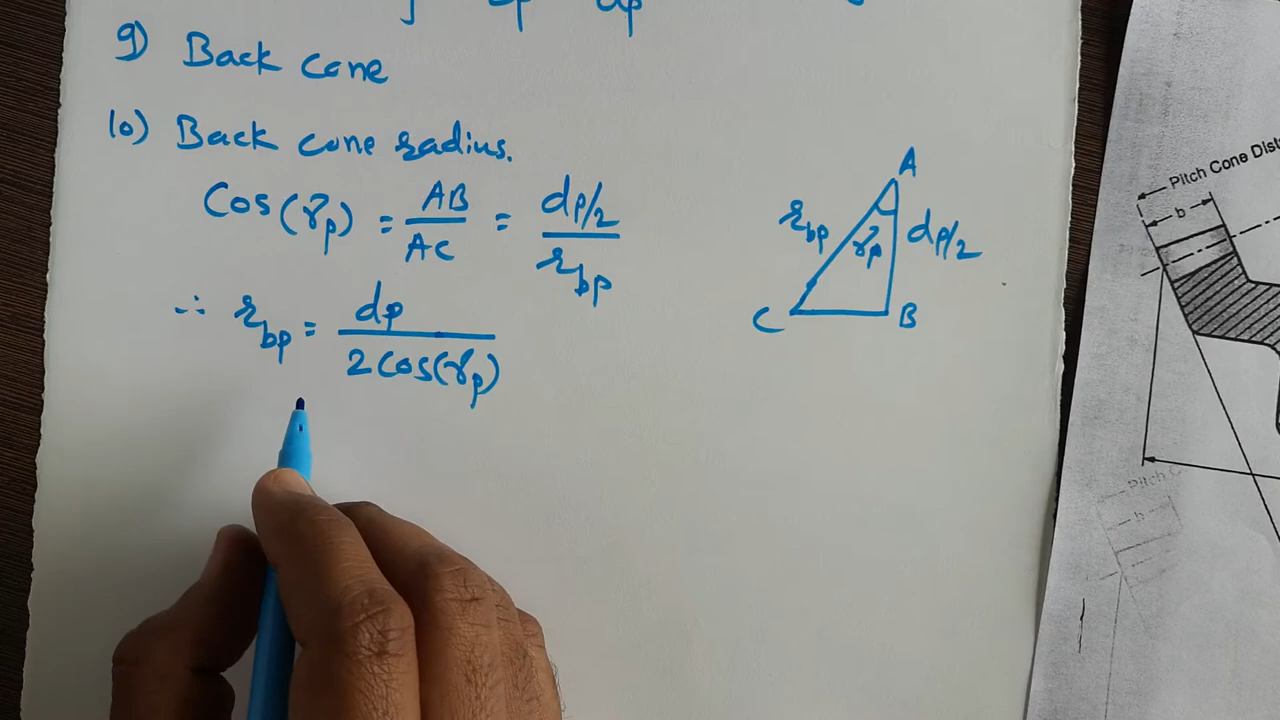 9) Back cone
10) Back cone radius.
Cos(γp) = AB/AC = dp/2 / rbp
∴ rbp = dp / 2cos(γp)
A
rbp γp dp/2
C B
Pitch Cone Dist
b
Pitch C
b